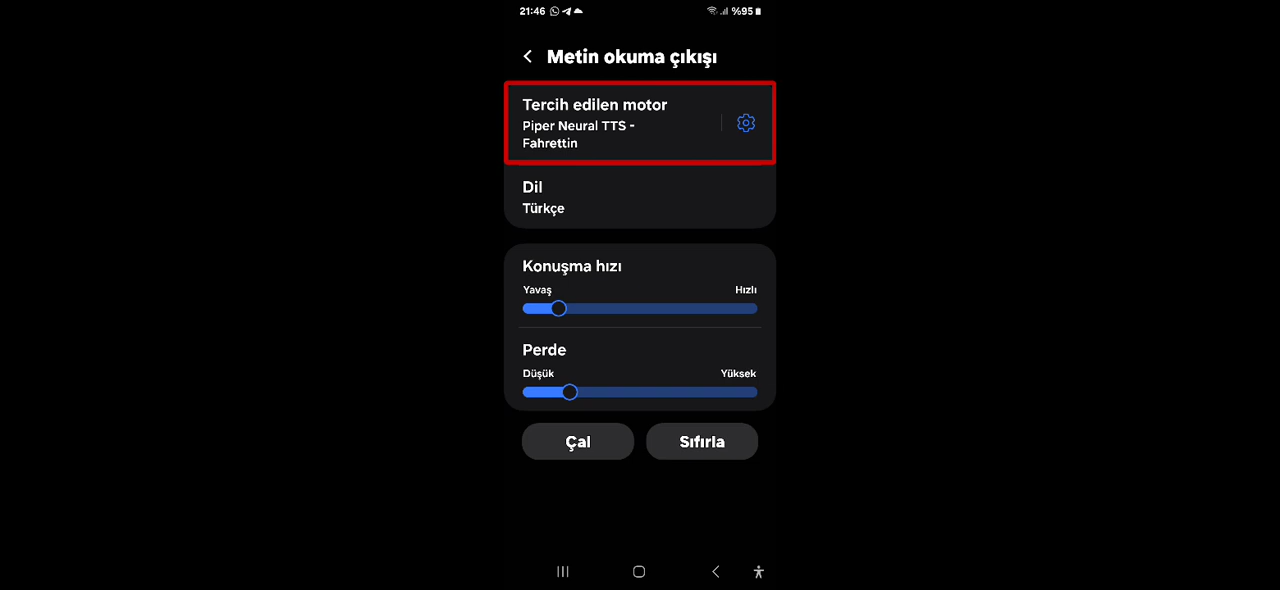 21:46 %95
Metin okuma çıkışı
Tercih edilen motor
Piper Neural TTS -
Fahrettin
Dil
Türkçe
Konuşma hızı
Yavaş Hızlı
Perde
Düşük Yüksek
Çal Sıfırla